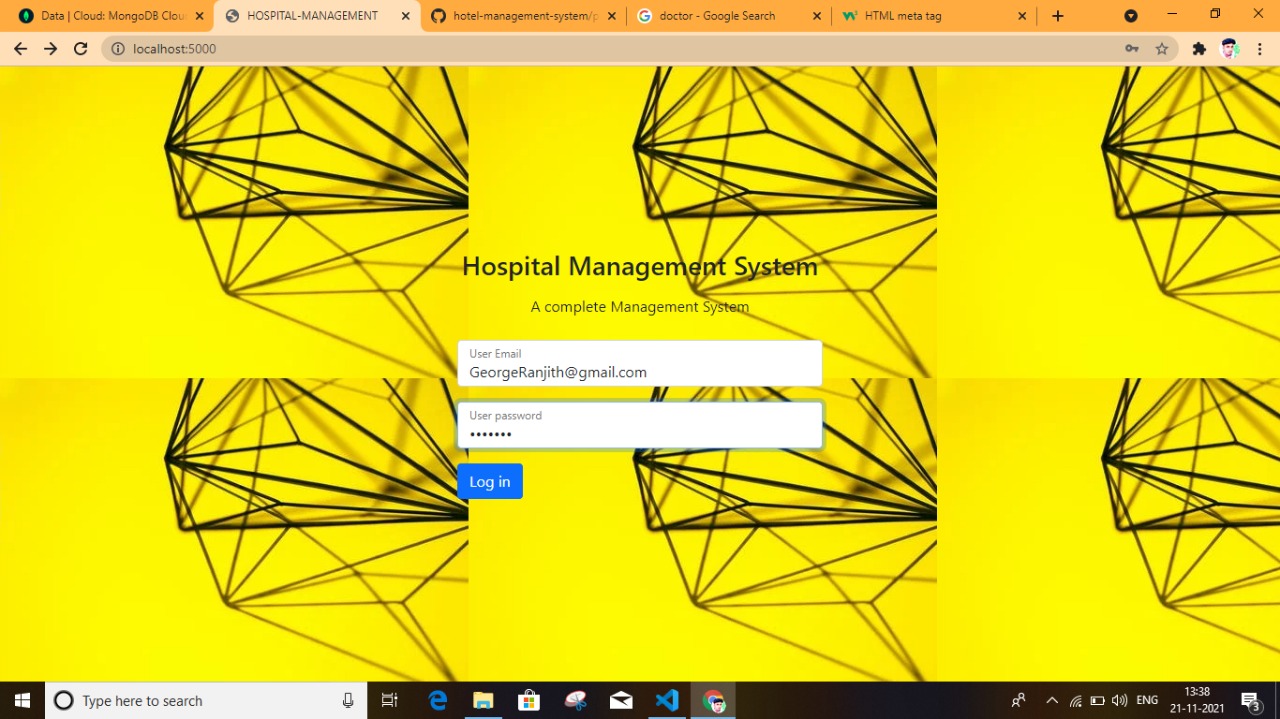 Data | Cloud: MongoDB Clou
HOSPITAL-MANAGEMENT
hotel-management-system/p
doctor - Google Search
HTML meta tag
localhost:5000
Hospital Management System
A complete Management System
User Email
GeorgeRanjith@gmail.com
User password
•••••••
Log in
Type here to search
ENG
13:38
21-11-2021
3